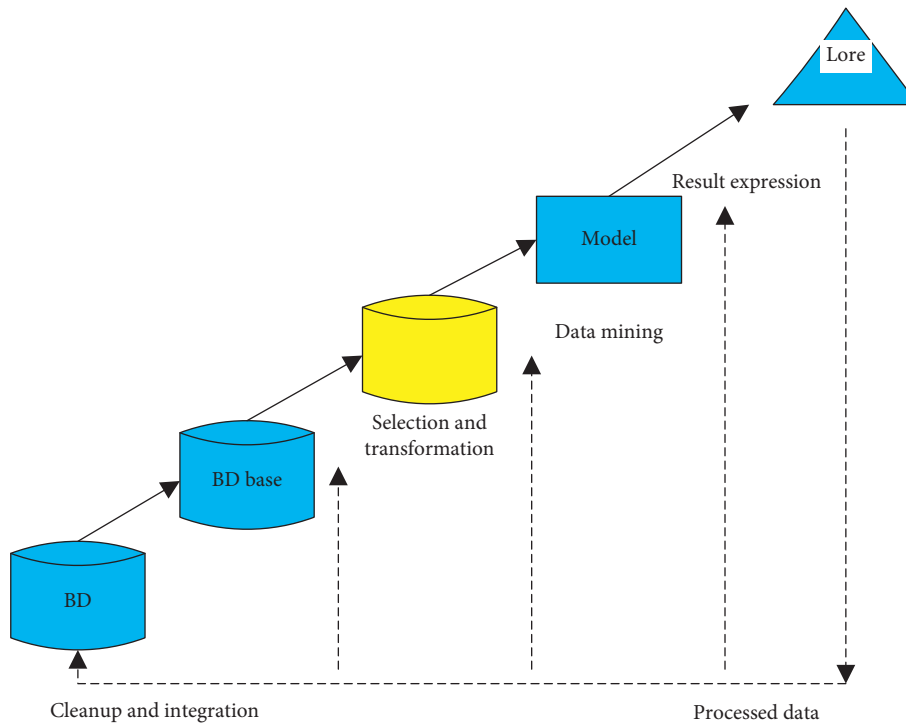 Lore
Result expression
Model
Data mining
Selection and
transformation
BD base
BD
Cleanup and integration
Processed data